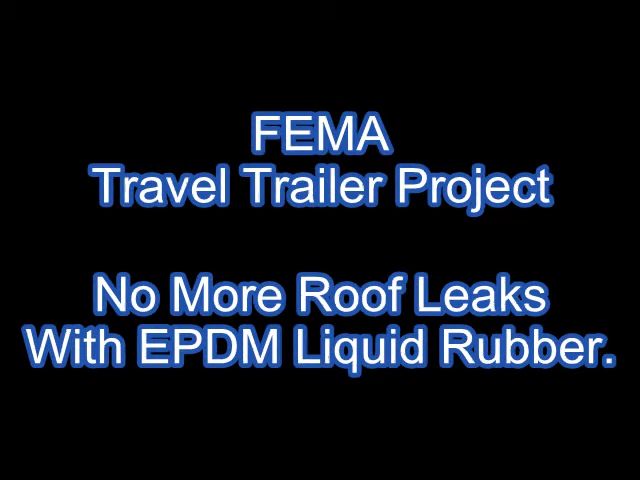 FEMA
Travel Trailer Project
No More Roof Leaks
With EPDM Liquid Rubber.